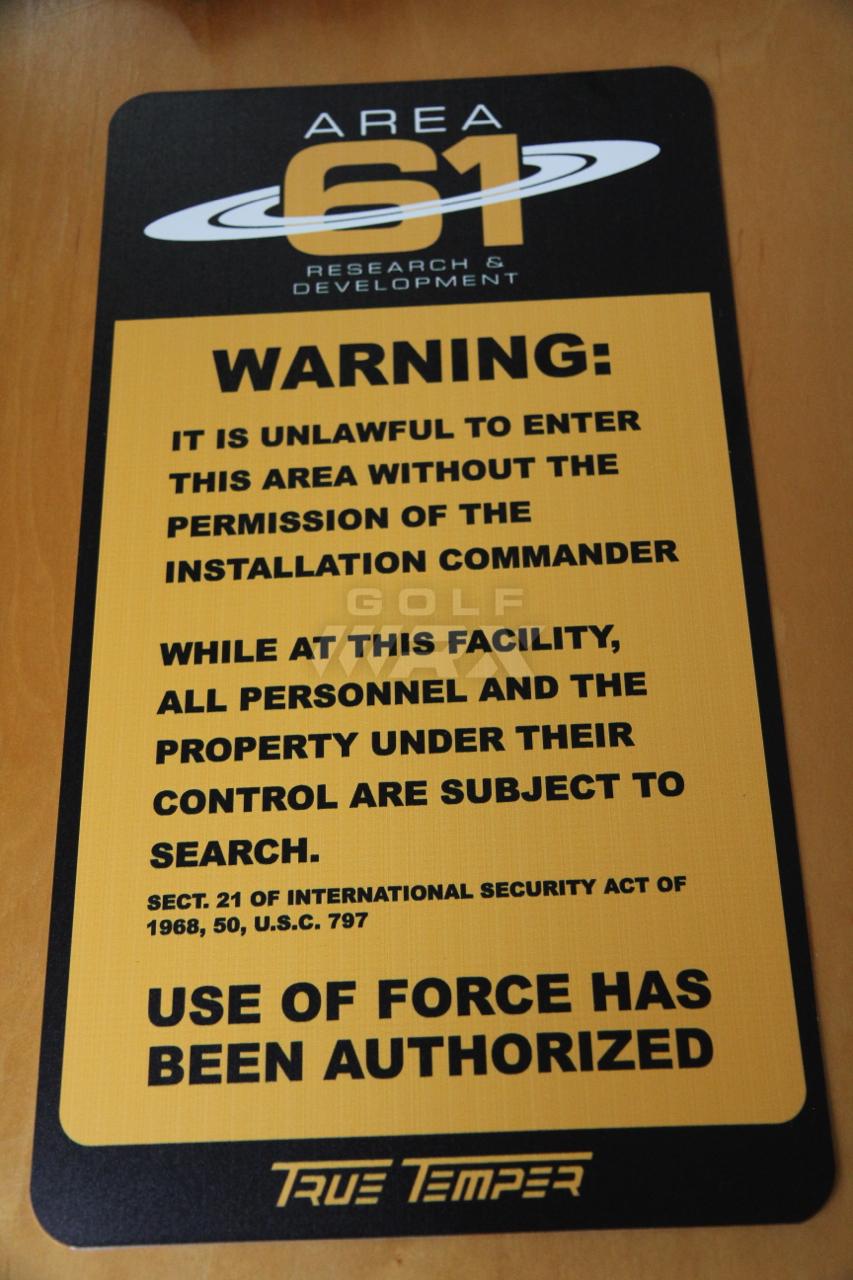 AREA
61
RESEARCH &
DEVELOPMENT
WARNING:
IT IS UNLAWFUL TO ENTER
THIS AREA WITHOUT THE
PERMISSION OF THE
INSTALLATION COMMANDER
GOLF
WRX
WHILE AT THIS FACILITY,
ALL PERSONNEL AND THE
PROPERTY UNDER THEIR
CONTROL ARE SUBJECT TO
SEARCH.
SECT. 21 OF INTERNATIONAL SECURITY ACT OF
1968, 50, U.S.C. 797
USE OF FORCE HAS
BEEN AUTHORIZED
TRUE TEMPER